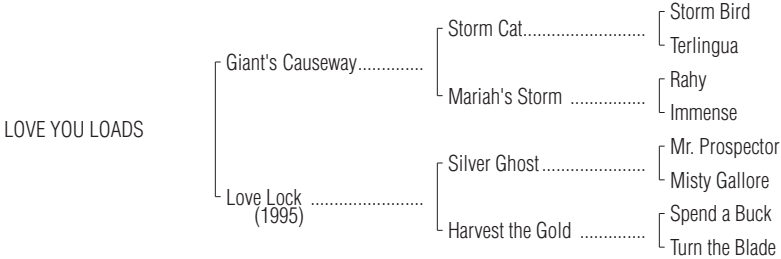 Storm Bird
Storm Cat..........................
Terlingua
Giant's Causeway..............
Rahy
Mariah's Storm ................
Immense
LOVE YOU LOADS
Mr. Prospector
Silver Ghost......................
Misty Gallore
Love Lock ........................
(1995)
Spend a Buck
Harvest the Gold ..............
Turn the Blade